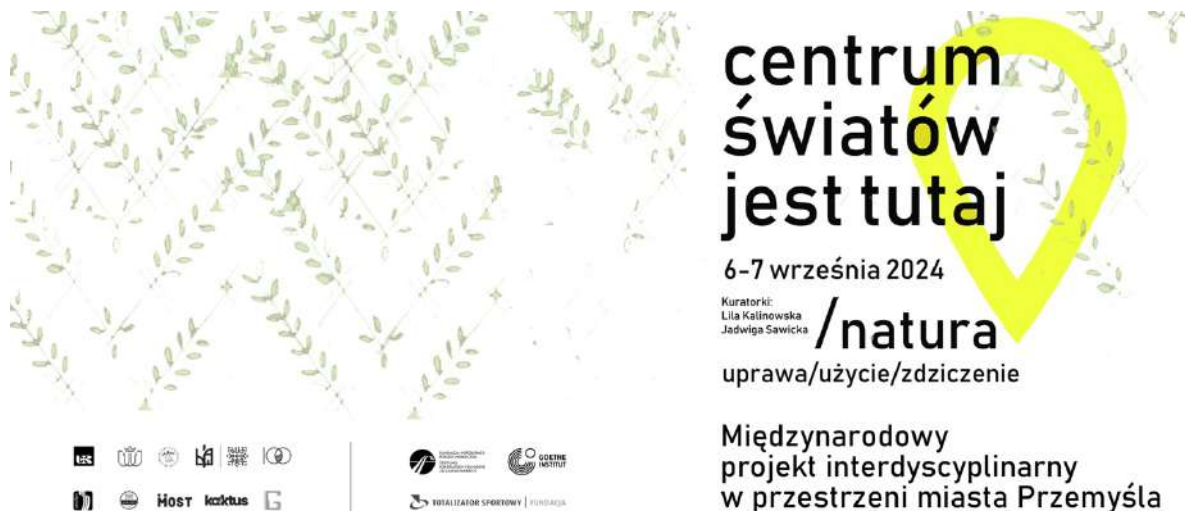 centrum
światów
jest tutaj
6-7 września 2024
Kuratorki:
Lila Kalinowska
Jadwiga Sawicka
/natura
uprawa/użycie/zdziczenie
Międzynarodowy
projekt interdyscyplinarny
w przestrzeni miasta Przemyśla
GOETHE
INSTITUT
MOST
kaktus
G
TOTALIZATOR SPORTOWY | FUNDACJA